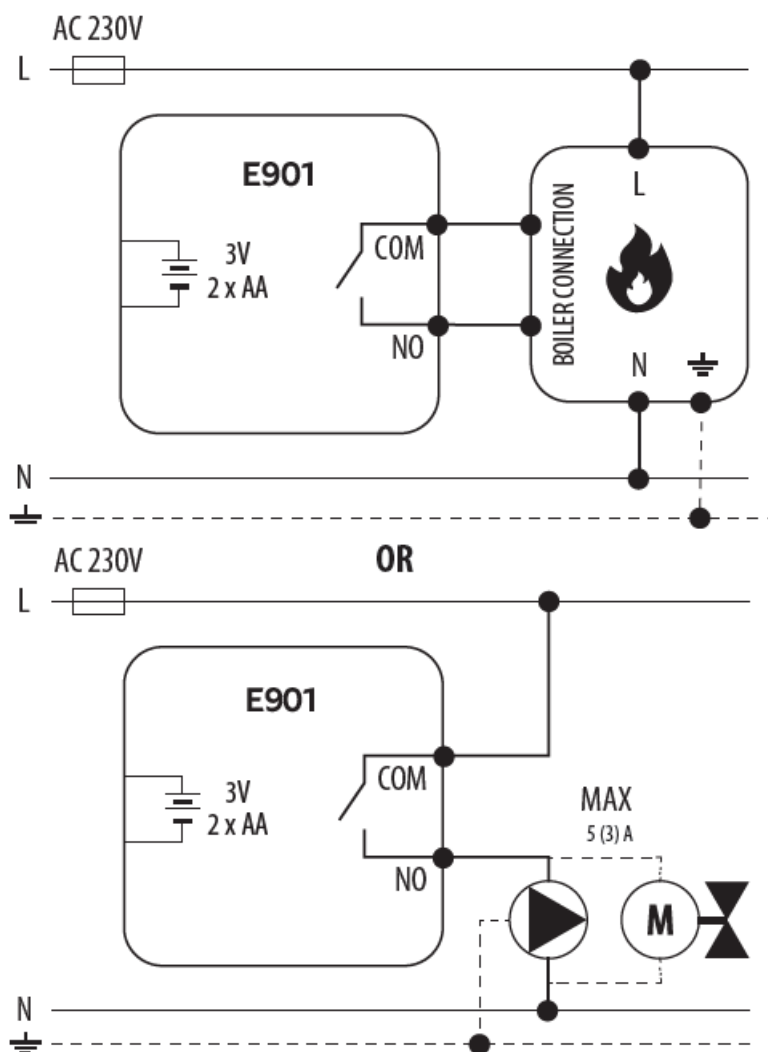 AC 230V
L
E901
3V
2 x AA
COM
NO
BOILER CONNECTION
L
N
N
AC 230V
OR
L
E901
3V
2 x AA
COM
NO
MAX
5 (3) A
M
N